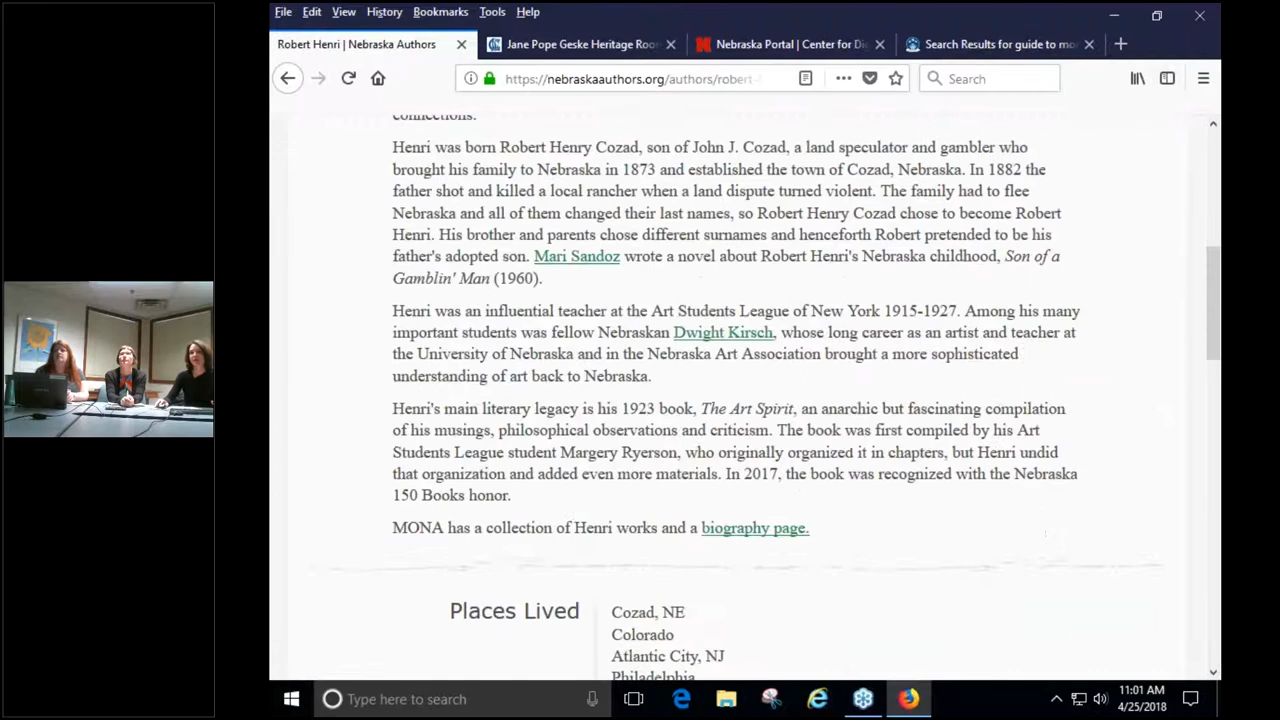 File Edit View History Bookmarks Tools Help
Robert Henri | Nebraska Authors
Jane Pope Geske Heritage Roo
Nebraska Portal | Center for Di
Search Results for guide to mo
https://nebraskaauthors.org/authors/robert-
Search
connections.
Henri was born Robert Henry Cozad, son of John J. Cozad, a land speculator and gambler who
brought his family to Nebraska in 1873 and established the town of Cozad, Nebraska. In 1882 the
father shot and killed a local rancher when a land dispute turned violent. The family had to flee
Nebraska and all of them changed their last names, so Robert Henry Cozad chose to become Robert
Henri. His brother and parents chose different surnames and henceforth Robert pretended to be his
father's adopted son. Mari Sandoz wrote a novel about Robert Henri's Nebraska childhood, Son of a
Gamblin' Man (1960).
Henri was an influential teacher at the Art Students League of New York 1915-1927. Among his many
important students was fellow Nebraskan Dwight Kirsch, whose long career as an artist and teacher at
the University of Nebraska and in the Nebraska Art Association brought a more sophisticated
understanding of art back to Nebraska.
Henri's main literary legacy is his 1923 book, The Art Spirit, an anarchic but fascinating compilation
of his musings, philosophical observations and criticism. The book was first compiled by his Art
Students League student Margery Ryerson, who originally organized it in chapters, but Henri undid
that organization and added even more materials. In 2017, the book was recognized with the Nebraska
150 Books honor.
MONA has a collection of Henri works and a biography page.
Places Lived
Cozad, NE
Colorado
Atlantic City, NJ
Philadelphia
Type here to search
11:01 AM
4/25/2018